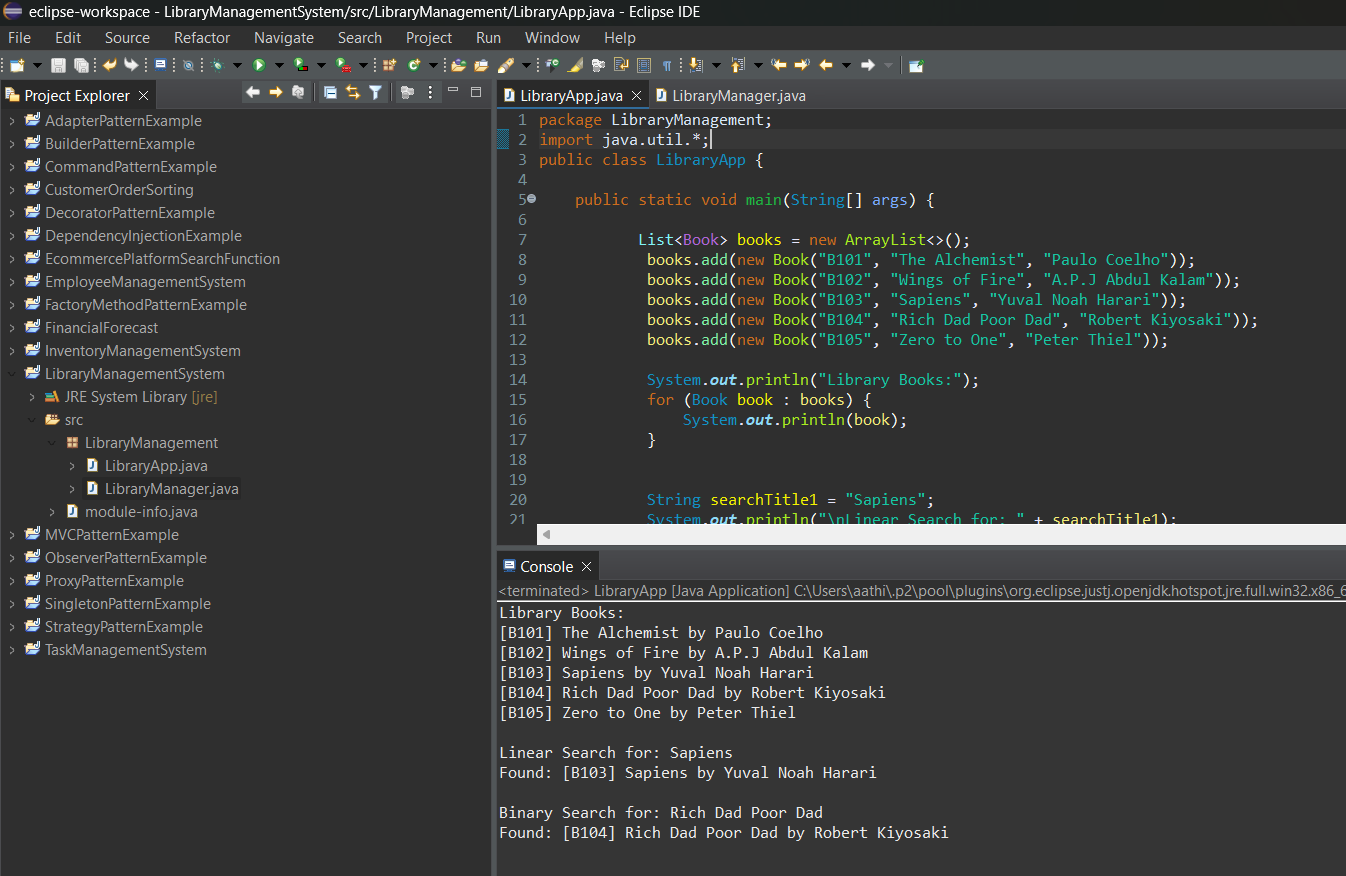 eclipse-workspace - LibraryManagementSystem/src/LibraryManagement/LibraryApp.java - Eclipse IDE
File Edit Source Refactor Navigate Search Project Run Window Help
Project Explorer
AdapterPatternExample
BuilderPatternExample
CommandPatternExample
CustomerOrderSorting
DecoratorPatternExample
DependencyInjectionExample
EcommercePlatformSearchFunction
EmployeeManagementSystem
FactoryMethodPatternExample
FinancialForecast
InventoryManagementSystem
LibraryManagementSystem
JRE System Library [jre]
src
LibraryManagement
LibraryApp.java
LibraryManager.java
module-info.java
MVCPatternExample
ObserverPatternExample
ProxyPatternExample
SingletonPatternExample
StrategyPatternExample
TaskManagementSystem
LibraryApp.java LibraryManager.java
1 package LibraryManagement;
2 import java.util.*;
3 public class LibraryApp {
4
5 public static void main(String[] args) {
6
7 List<Book> books = new ArrayList<>();
8 books.add(new Book("B101", "The Alchemist", "Paulo Coelho"));
9 books.add(new Book("B102", "Wings of Fire", "A.P.J Abdul Kalam"));
10 books.add(new Book("B103", "Sapiens", "Yuval Noah Harari"));
11 books.add(new Book("B104", "Rich Dad Poor Dad", "Robert Kiyosaki"));
12 books.add(new Book("B105", "Zero to One", "Peter Thiel"));
13
14 System.out.println("Library Books:");
15 for (Book book : books) {
16 System.out.println(book);
17 }
18
19
20 String searchTitle1 = "Sapiens";
21 System.out.println("\nLinear Search for: " + searchTitle1);
Console
<terminated> LibraryApp [Java Application] C:\Users\aathi\.p2\pool\plugins\org.eclipse.justj.openjdk.hotspot.jre.full.win32.x86_6
Library Books:
[B101] The Alchemist by Paulo Coelho
[B102] Wings of Fire by A.P.J Abdul Kalam
[B103] Sapiens by Yuval Noah Harari
[B104] Rich Dad Poor Dad by Robert Kiyosaki
[B105] Zero to One by Peter Thiel
Linear Search for: Sapiens
Found: [B103] Sapiens by Yuval Noah Harari
Binary Search for: Rich Dad Poor Dad
Found: [B104] Rich Dad Poor Dad by Robert Kiyosaki